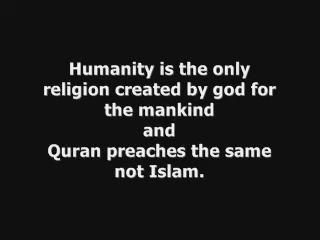 Humanity is the only
religion created by god for
the mankind
and
Quran preaches the same
not Islam.